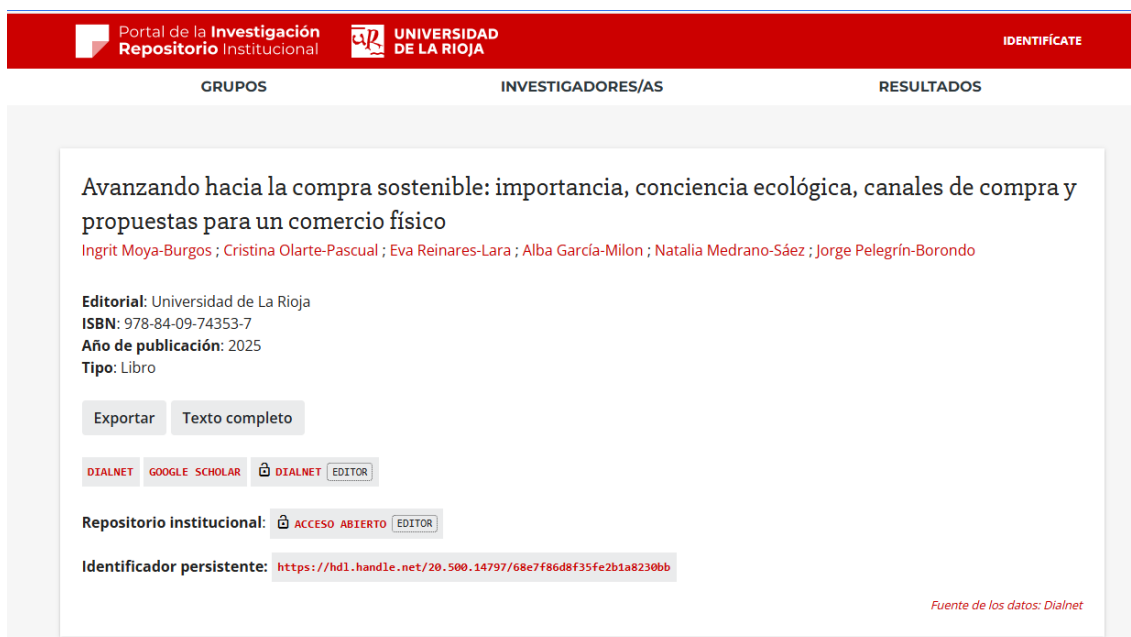 Portal de la Investigación
Repositorio Institucional
UNIVERSIDAD
DE LA RIOJA
IDENTIFÍCATE
GRUPOS
INVESTIGADORES/AS
RESULTADOS
Avanzando hacia la compra sostenible: importancia, conciencia ecológica, canales de compra y
propuestas para un comercio físico
Ingrit Moya-Burgos ; Cristina Olarte-Pascual ; Eva Reinares-Lara ; Alba García-Milon ; Natalia Medrano-Sáez ; Jorge Pelegrín-Borondo
Editorial: Universidad de La Rioja
ISBN: 978-84-09-74353-7
Año de publicación: 2025
Tipo: Libro
Exportar Texto completo
DIALNET GOOGLE SCHOLAR DIALNET EDITOR
Repositorio institucional: ACCESO ABIERTO EDITOR
Identificador persistente: https://hdl.handle.net/20.500.14797/68e7f86d8f35fe2b1a8230bb
Fuente de los datos: Dialnet